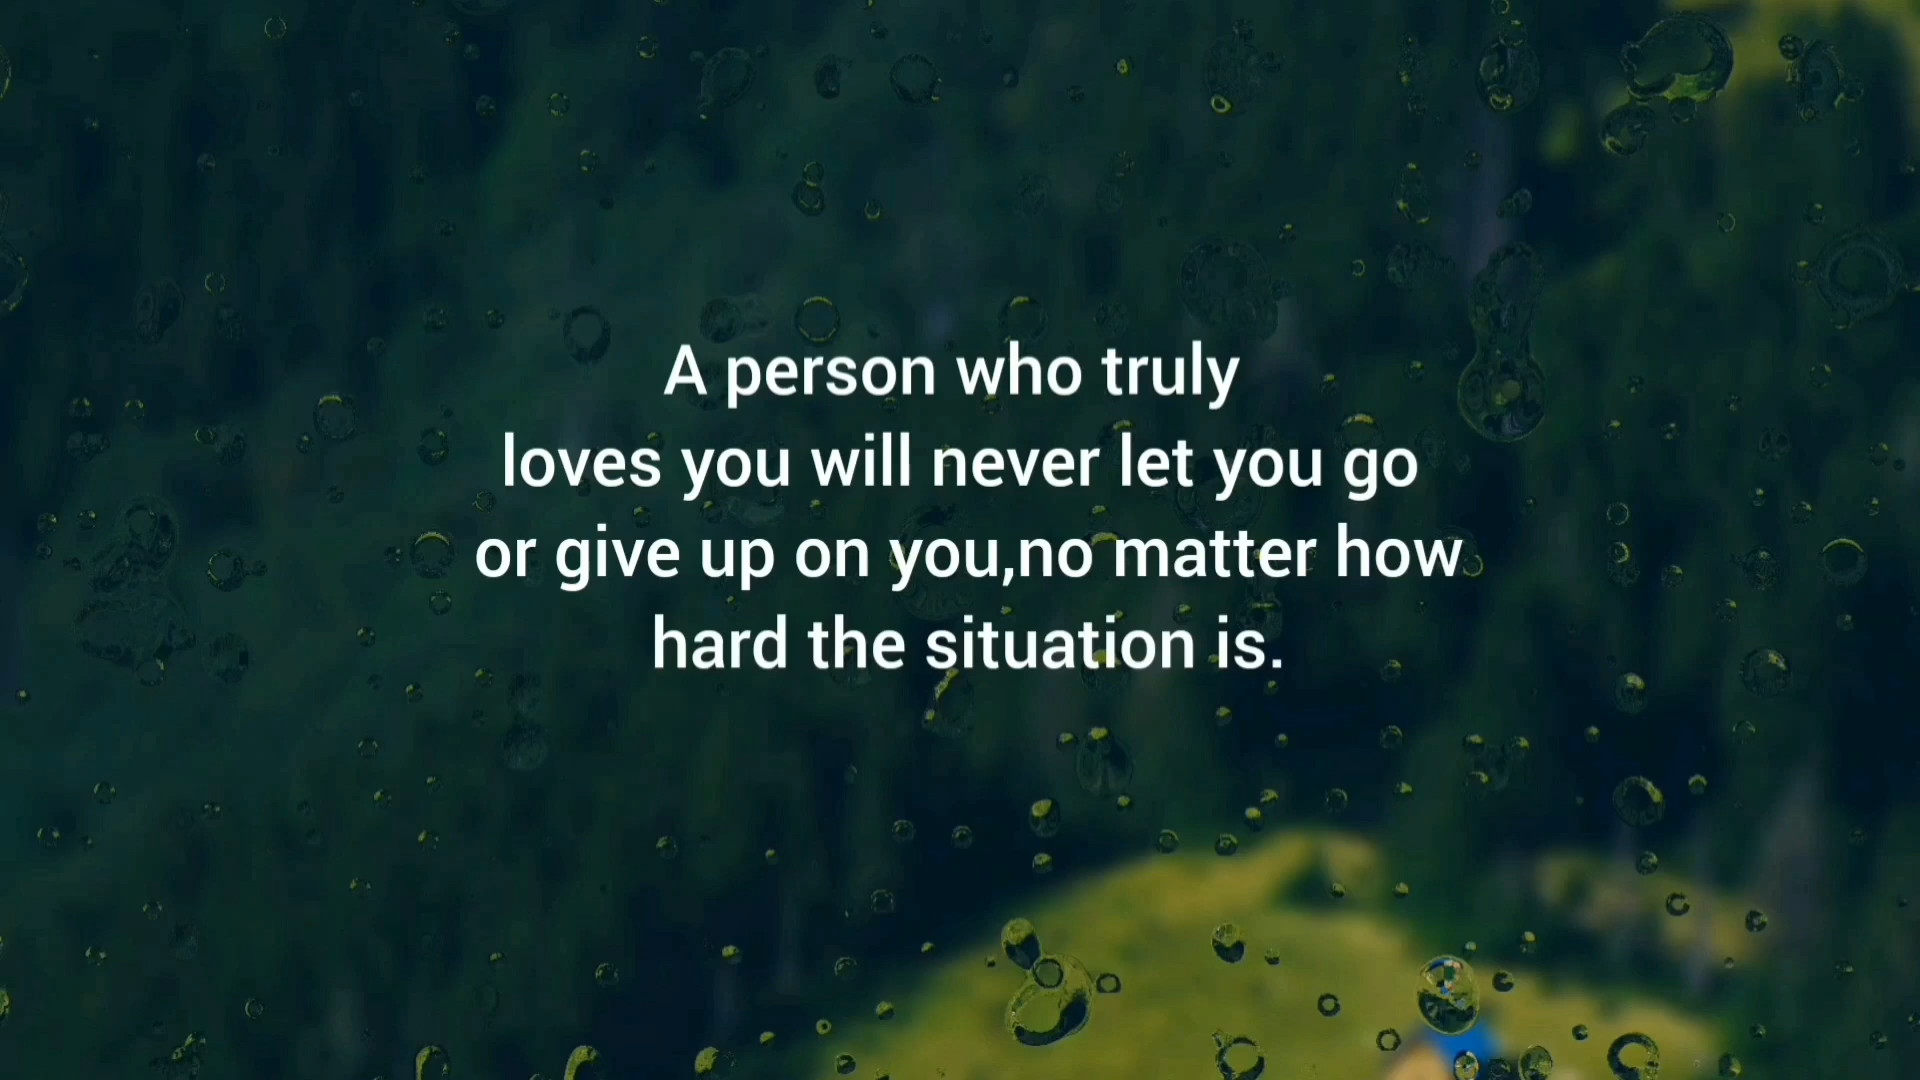 A person who truly
loves you will never let you go
or give up on you,no matter how
hard the situation is.